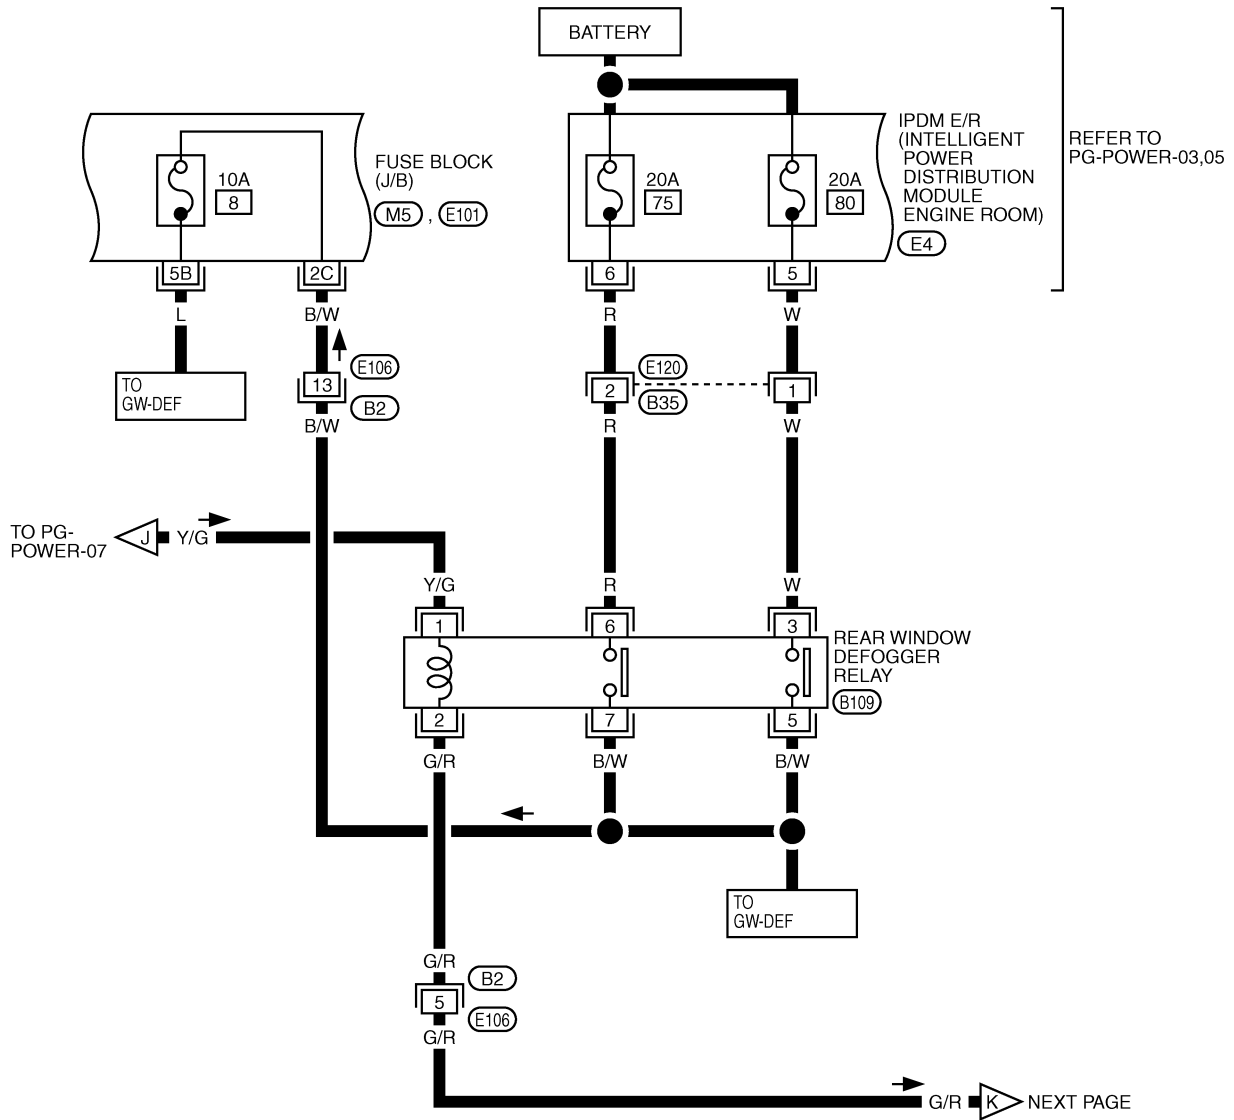 BATTERY
IPDM E/R
(INTELLIGENT
POWER
DISTRIBUTION
MODULE
ENGINE ROOM)
E4
REFER TO
PG-POWER-03,05
FUSE BLOCK
(J/B)
M5 , E101
10A
8
20A
75
20A
80
5B
2C
6
5
L
B/W
R
W
TO
GW-DEF
13
E106
B2
2
E120
B35
1
B/W
R
W
TO PG-
POWER-07
J
Y/G
Y/G
R
W
1
6
3
REAR WINDOW
DEFOGGER
RELAY
B109
2
7
5
G/R
B/W
B/W
TO
GW-DEF
G/R
B2
5
E106
G/R
G/R
K
NEXT PAGE